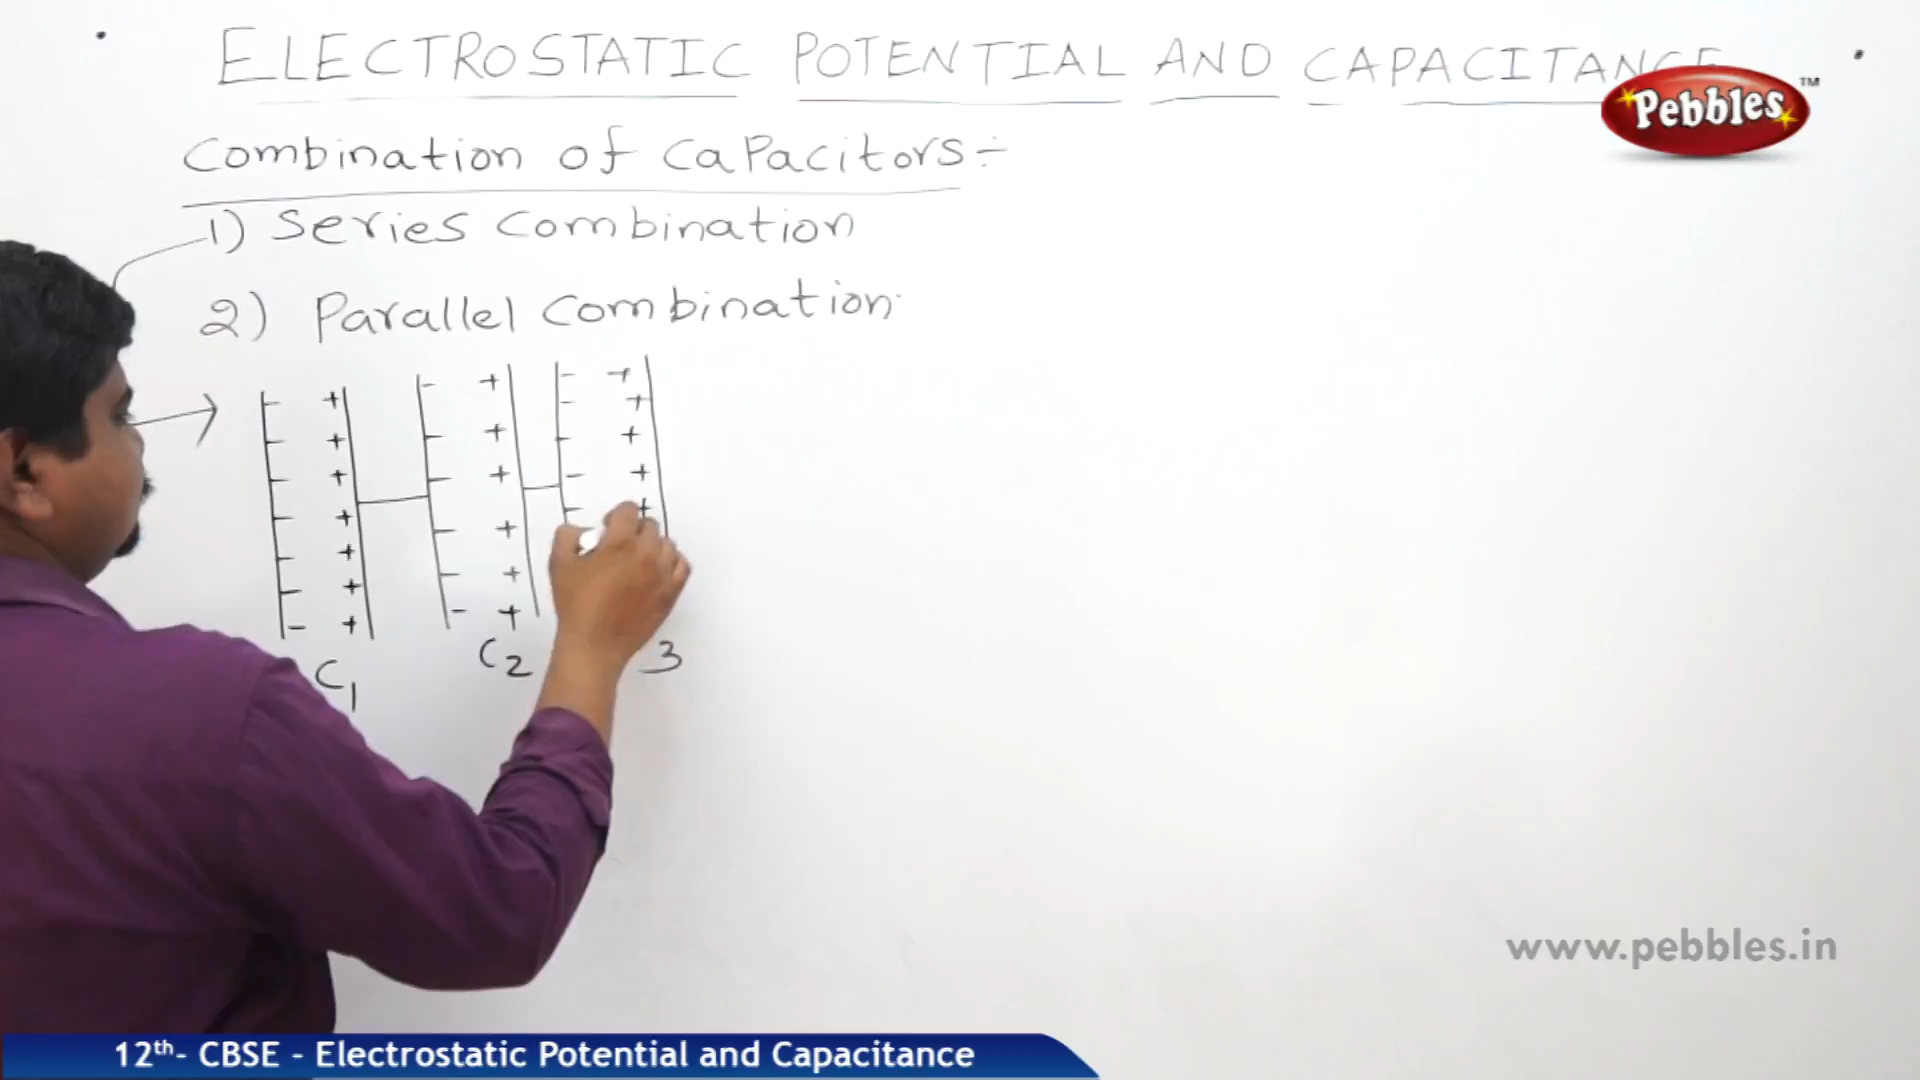 ELECTROSTATIC POTENTIAL AND CAPACITANCE
Pebbles™
Combination of Capacitors:-
1) Series Combination
2) Parallel Combination
C1 C2 3
www.pebbles.in
12th- CBSE - Electrostatic Potential and Capacitance